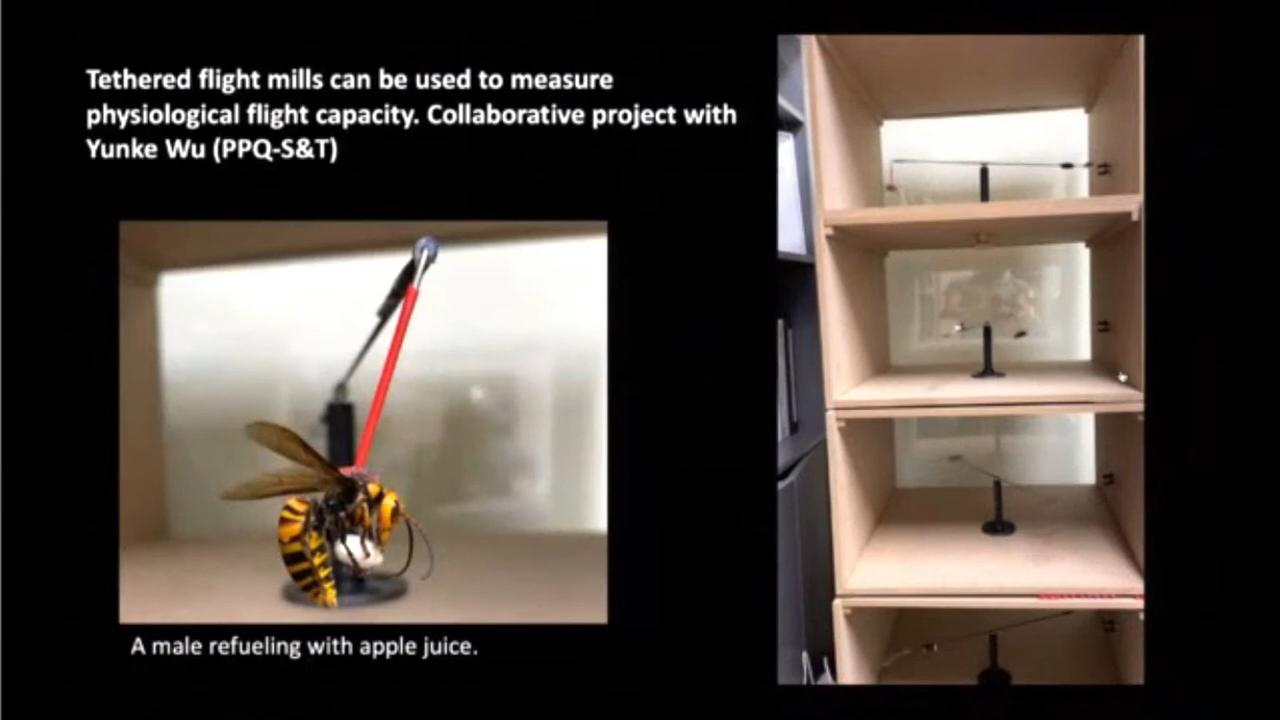 Tethered flight mills can be used to measure
physiological flight capacity. Collaborative project with
Yunke Wu (PPQ-S&T)
A male refueling with apple juice.